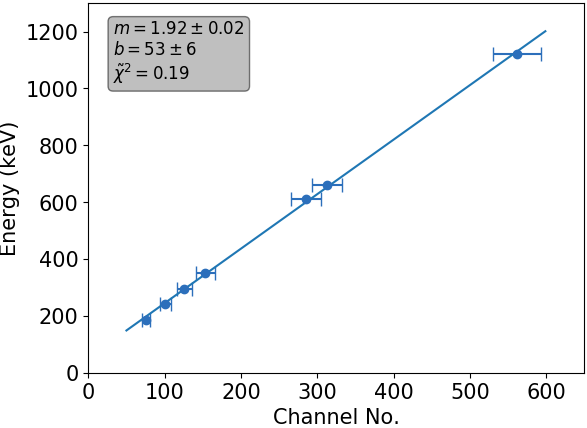 m = 1.92 ± 0.02
b = 53 ± 6
χ̃² = 0.19
Energy (keV)
1200
1000
800
600
400
200
0
0 100 200 300 400 500 600
Channel No.